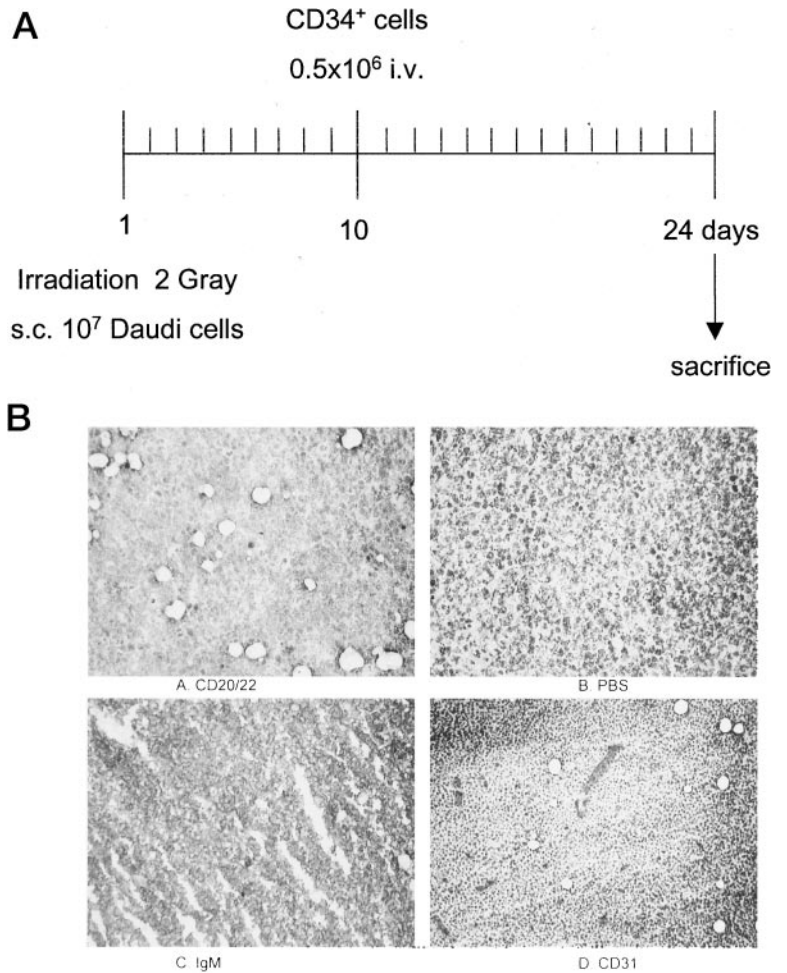 A
CD34⁺ cells
0.5x10⁶ i.v.
1
10
24 days
Irradiation 2 Gray
s.c. 10⁷ Daudi cells
sacrifice
B
A. CD20/22
B. PBS
C. IgM
D. CD31